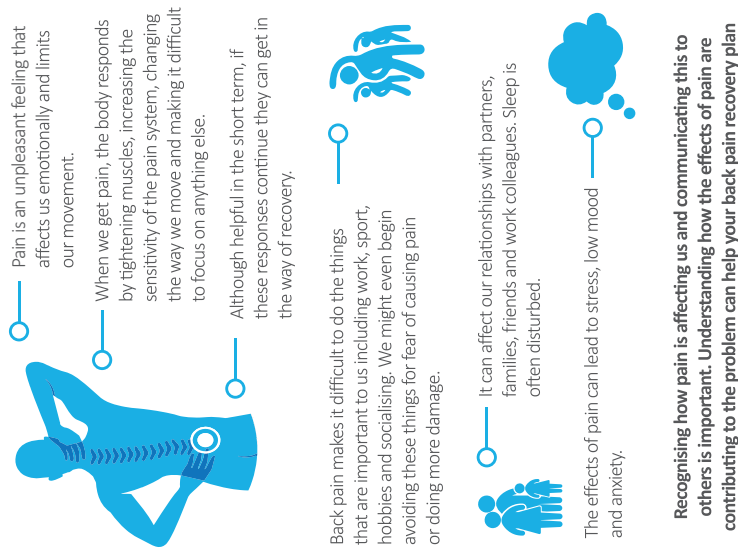 Pain is an unpleasant feeling that
affects us emotionally and limits
our movement.
When we get pain, the body responds
by tightening muscles, increasing the
sensitivity of the pain system, changing
the way we move and making it difficult
to focus on anything else.
Although helpful in the short term, if
these responses continue they can get in
the way of recovery.
Back pain makes it difficult to do the things
that are important to us including work, sport,
hobbies and socialising. We might even begin
avoiding these things for fear of causing pain
or doing more damage.
It can affect our relationships with partners,
families, friends and work colleagues. Sleep is
often disturbed.
The effects of pain can lead to stress, low mood
and anxiety.
Recognising how pain is affecting us and communicating this to
others is important. Understanding how the effects of pain are
contributing to the problem can help your back pain recovery plan